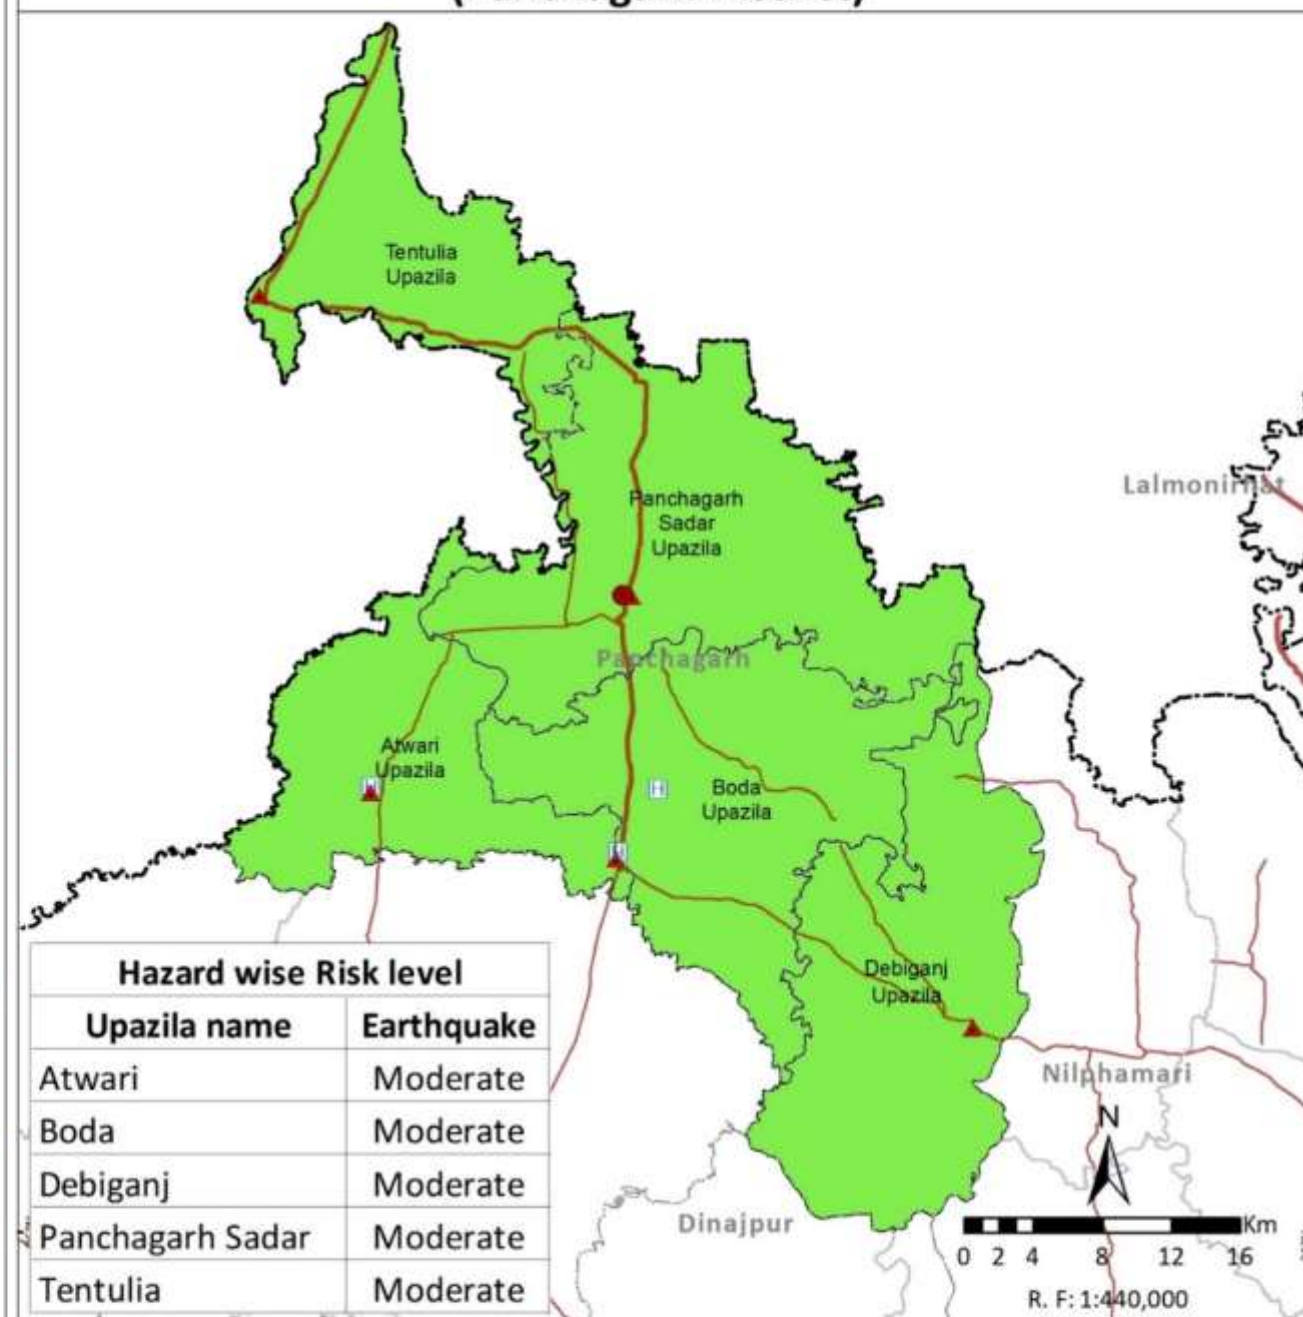 Tentulia
Upazila
Panchagarh
Sadar
Upazila
Lalmonirhat
Panchagarh
Atwari
Upazila
H
H
Boda
Upazila
H
Debiganj
Upazila
Hazard wise Risk level
Upazila name Earthquake
Atwari Moderate
Boda Moderate
Debiganj Moderate
Panchagarh Sadar Moderate
Tentulia Moderate
Nilphamari
N
Dinajpur
Km
0 2 4 8 12 16
R. F: 1:440,000